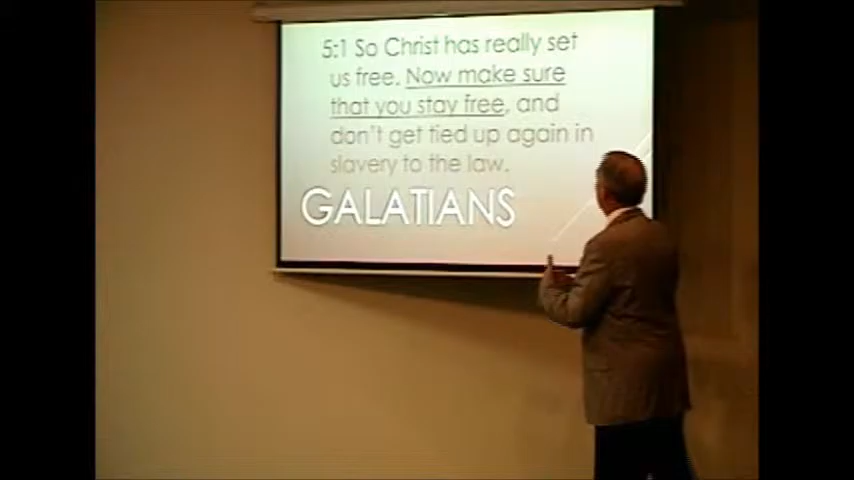 5:1 So Christ has really set
us free. Now make sure
that you stay free, and
don't get tied up again in
slavery to the law.
GALATIANS